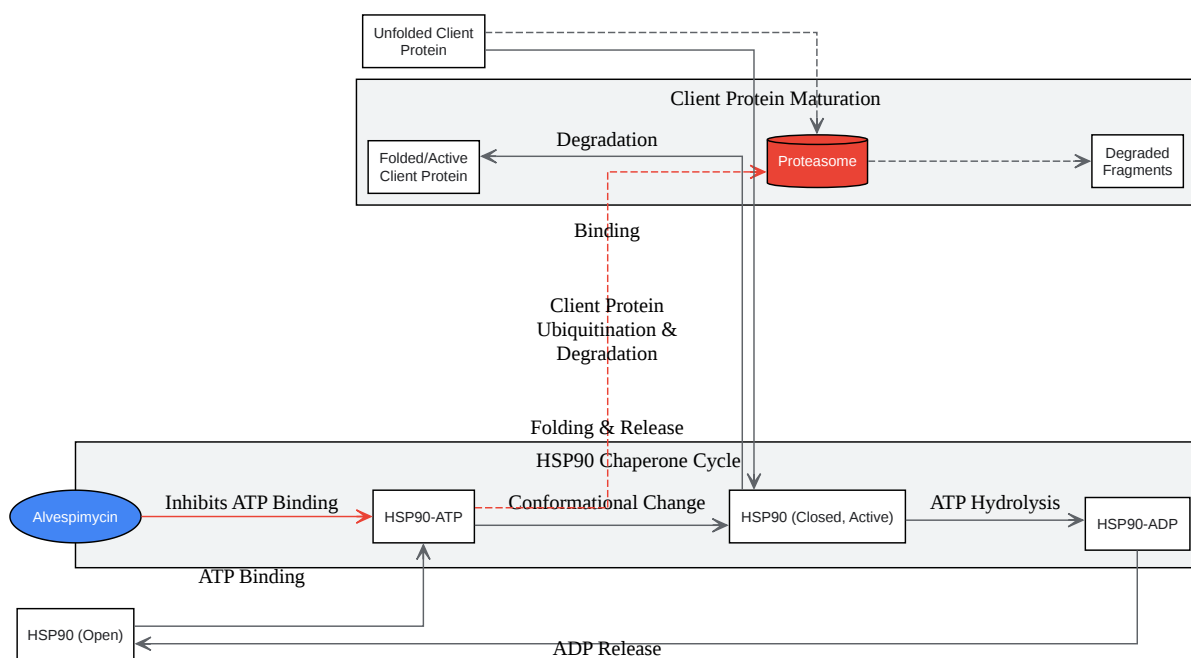 Unfolded Client
Protein
Client Protein Maturation
Degradation
Folded/Active
Client Protein
Proteasome
Degraded
Fragments
Binding
Client Protein
Ubiquitination &
Degradation
Folding & Release
HSP90 Chaperone Cycle
Alvespimycin
Inhibits ATP Binding
HSP90-ATP
Conformational Change
HSP90 (Closed, Active)
ATP Hydrolysis
HSP90-ADP
ATP Binding
HSP90 (Open)
ADP Release